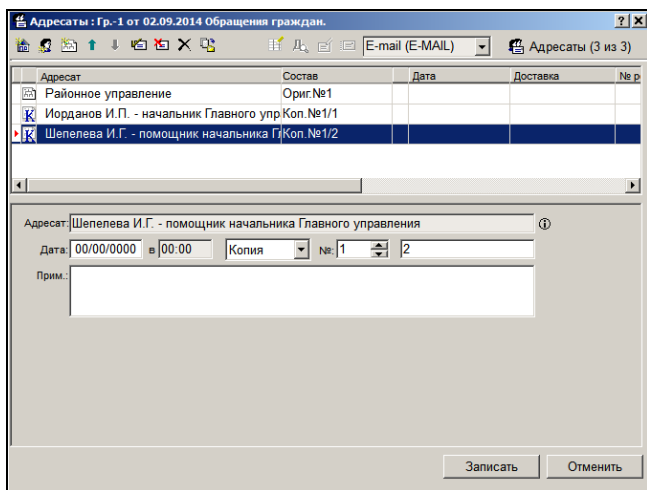 Адресаты : Гр.-1 от 02.09.2014 Обращения граждан.
E-mail (E-MAIL) Адресаты (3 из 3)
Адресат Состав Дата Доставка № р
Районное управление Ориг.№1
Иорданов И.П. - начальник Главного упр Коп.№1/1
Шепелева И.Г. - помощник начальника Гл Коп.№1/2
Адресат: Шепелева И.Г. - помощник начальника Главного управления
Дата: 00/00/0000 в 00:00 Копия №: 1 2
Прим.:
Записать Отменить